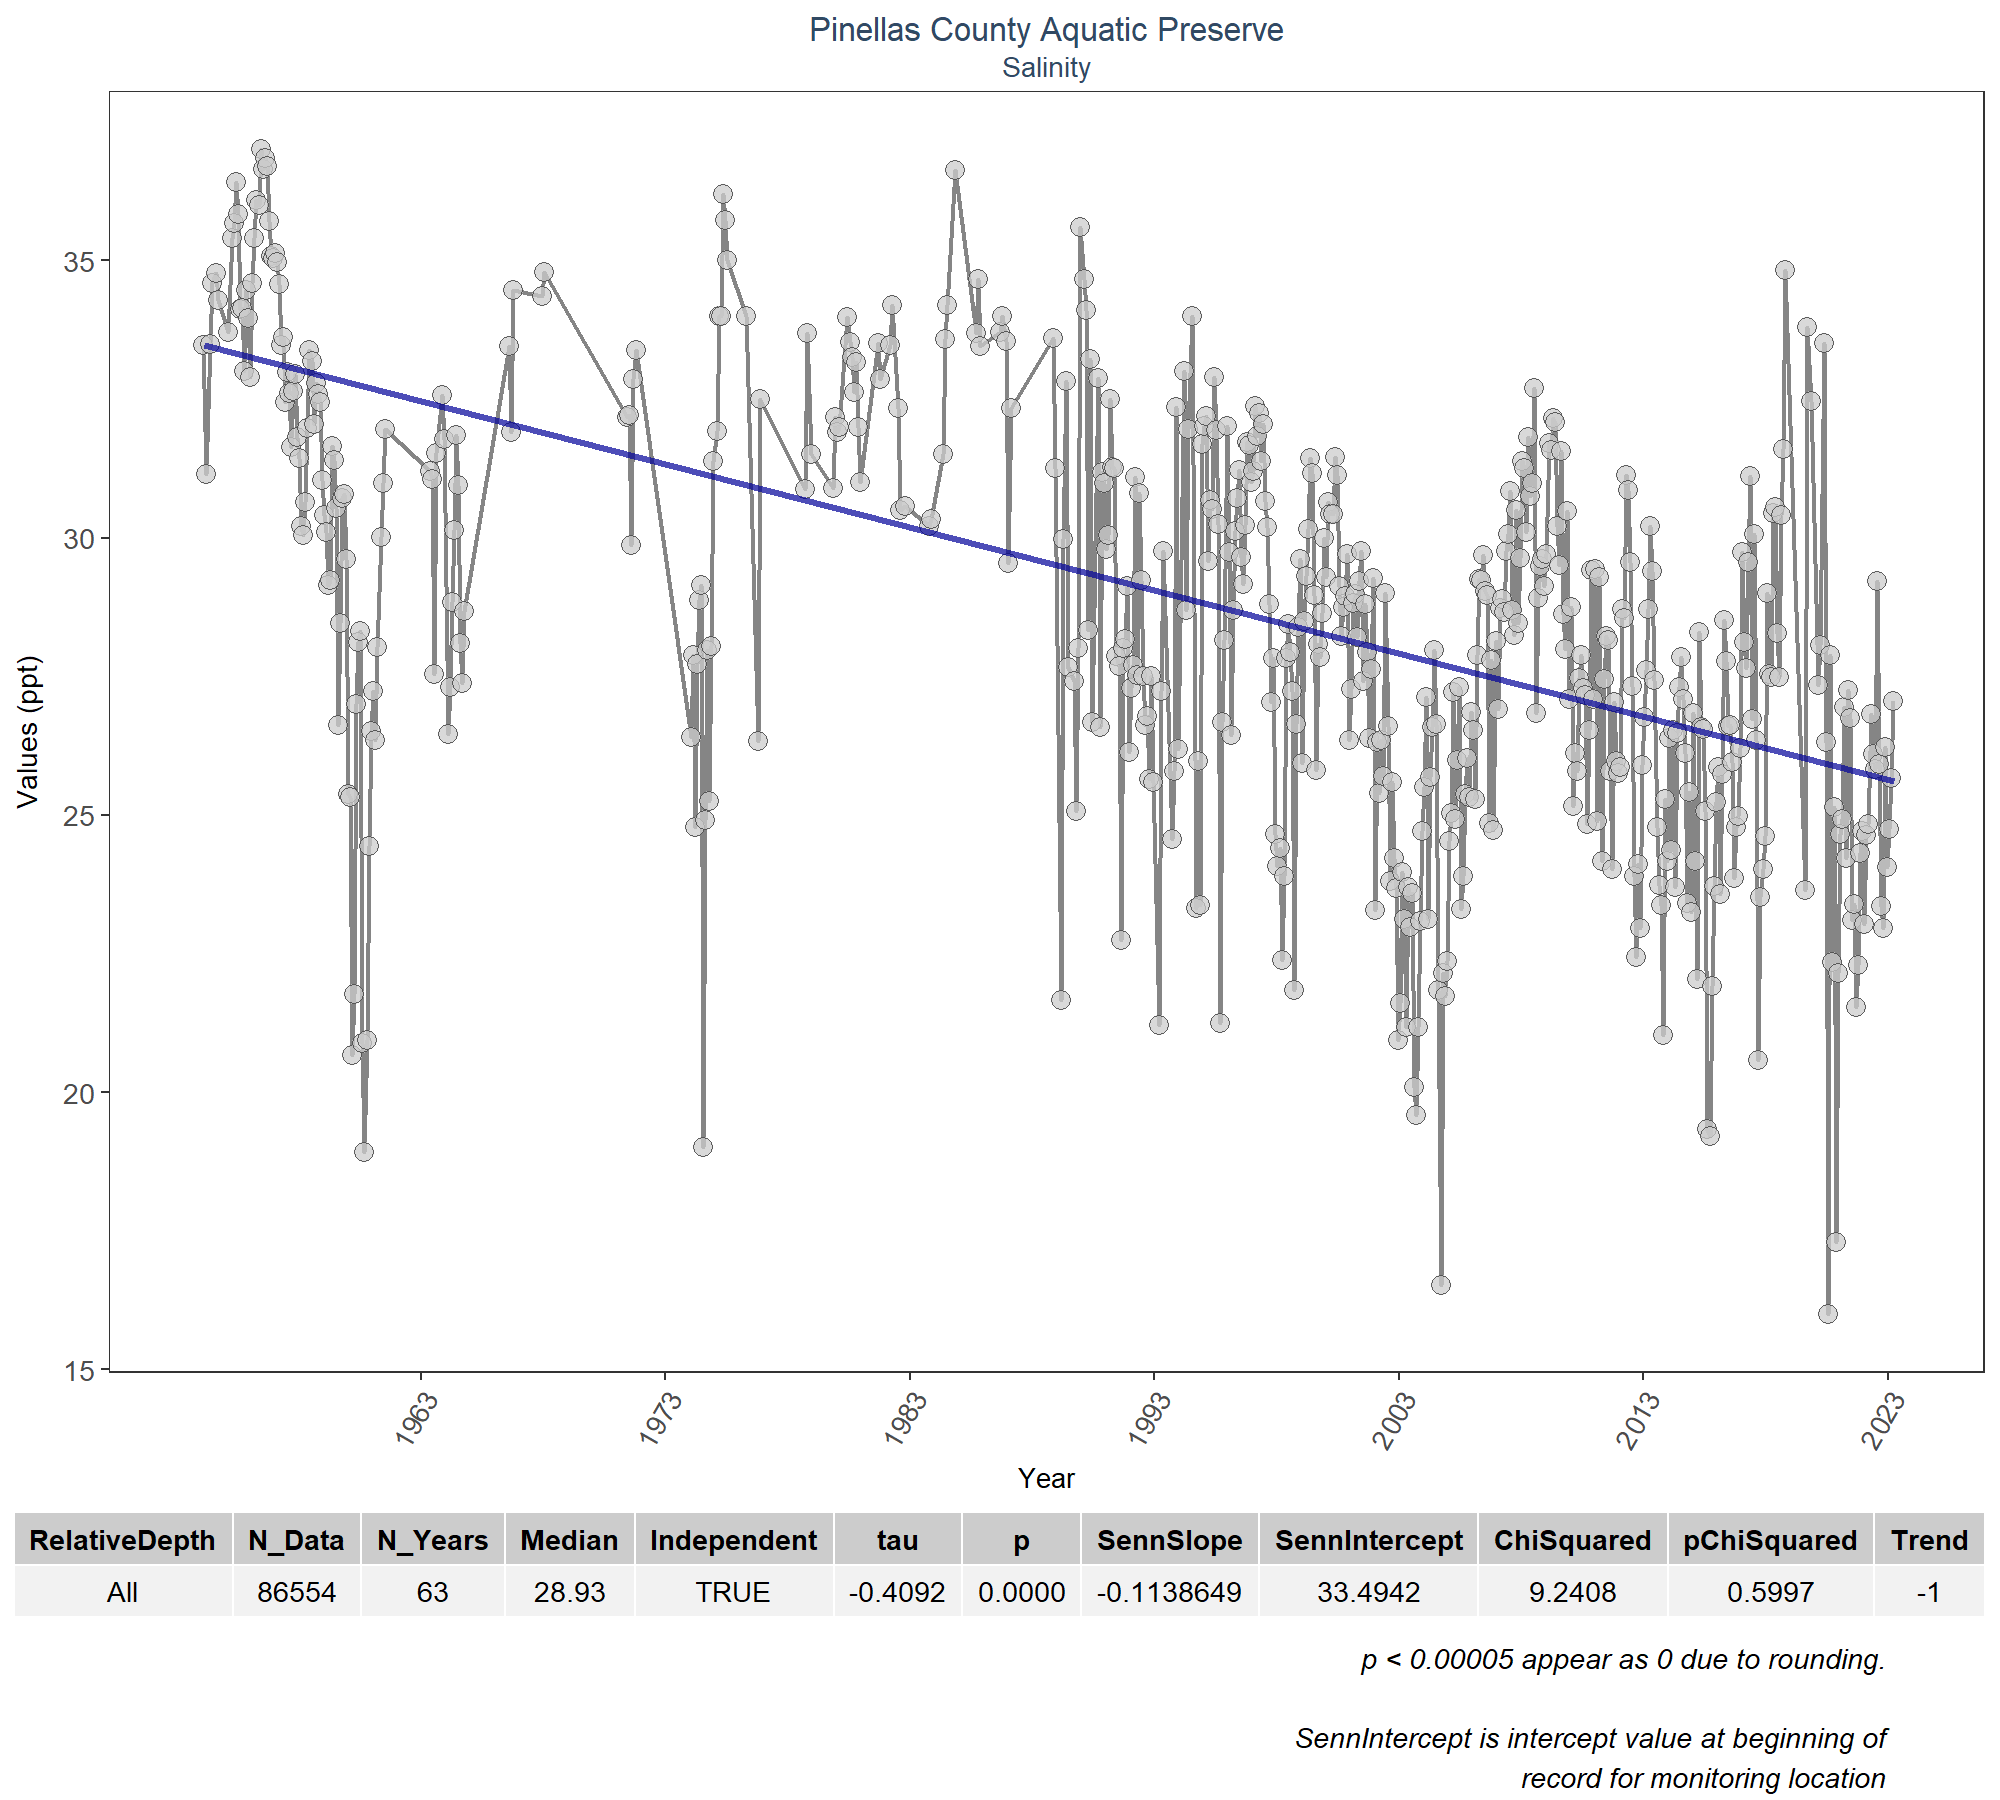 Pinellas County Aquatic Preserve
Salinity
35
30
25
20
15
Values (ppt)
1963
1973
1983
1993
2003
2013
2023
Year
RelativeDepth N_Data N_Years Median Independent tau p SennSlope SennIntercept ChiSquared pChiSquared Trend
All 86554 63 28.93 TRUE -0.4092 0.0000 -0.1138649 33.4942 9.2408 0.5997 -1
p < 0.00005 appear as 0 due to rounding.
SennIntercept is intercept value at beginning of
record for monitoring location